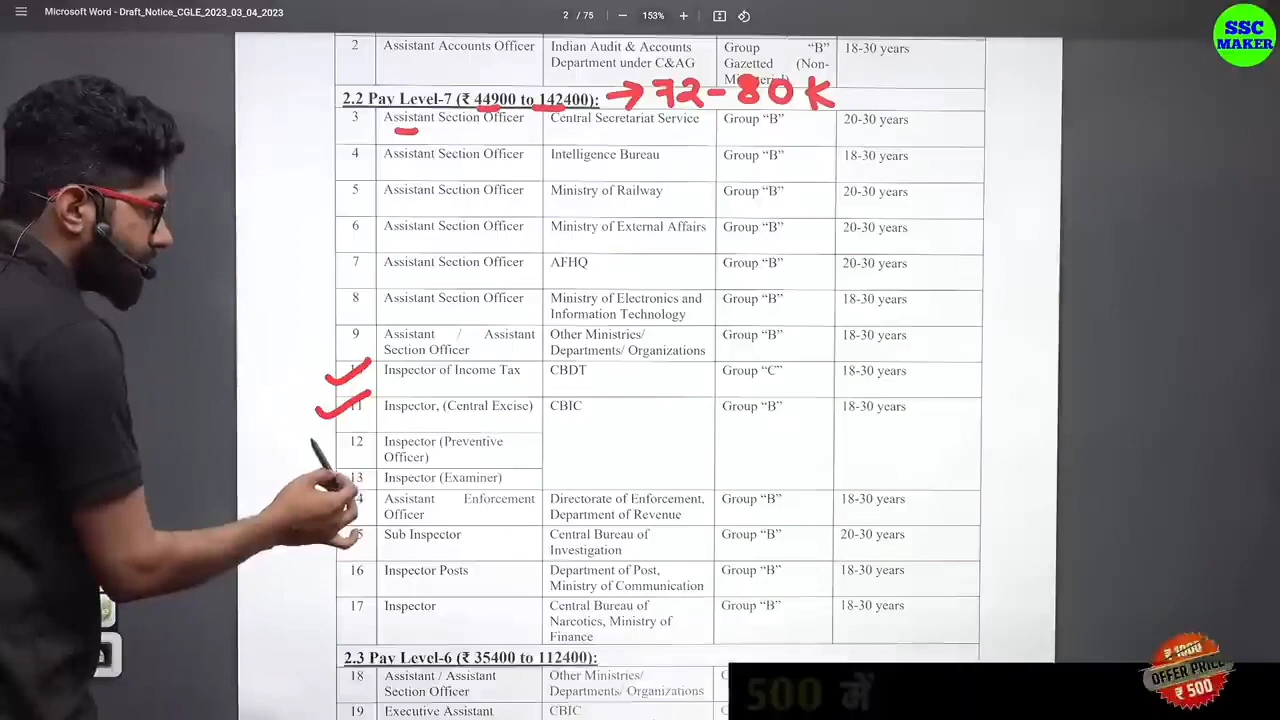 Microsoft Word - Draft_Notice_CGLE_2023_03_04_2023
2 / 75
153%
SSC
MAKER
2 Assistant Accounts Officer Indian Audit & Accounts Department under C&AG Group "B" Gazetted (Non- 18-30 years
2.2 Pay Level-7 (₹ 44900 to 142400): → 72-80K
3 Assistant Section Officer Central Secretariat Service Group "B" 20-30 years
4 Assistant Section Officer Intelligence Bureau Group "B" 18-30 years
5 Assistant Section Officer Ministry of Railway Group "B" 20-30 years
6 Assistant Section Officer Ministry of External Affairs Group "B" 20-30 years
7 Assistant Section Officer AFHQ Group "B" 20-30 years
8 Assistant Section Officer Ministry of Electronics and Information Technology Group "B" 18-30 years
9 Assistant / Assistant Section Officer Other Ministries/ Departments/ Organizations Group "B" 18-30 years
Inspector of Income Tax CBDT Group "C" 18-30 years
11 Inspector, (Central Excise) CBIC Group "B" 18-30 years
12 Inspector (Preventive Officer)
13 Inspector (Examiner)
Assistant Enforcement Officer Directorate of Enforcement, Department of Revenue Group "B" 18-30 years
Sub Inspector Central Bureau of Investigation Group "B" 20-30 years
16 Inspector Posts Department of Post, Ministry of Communication Group "B" 18-30 years
17 Inspector Central Bureau of Narcotics, Ministry of Finance Group "B" 18-30 years
2.3 Pay Level-6 (₹ 35400 to 112400):
18 Assistant / Assistant Section Officer Other Ministries/ Departments/ Organizations
19 Executive Assistant CBIC
500 में
₹ 1000
OFFER PRICE
₹ 500